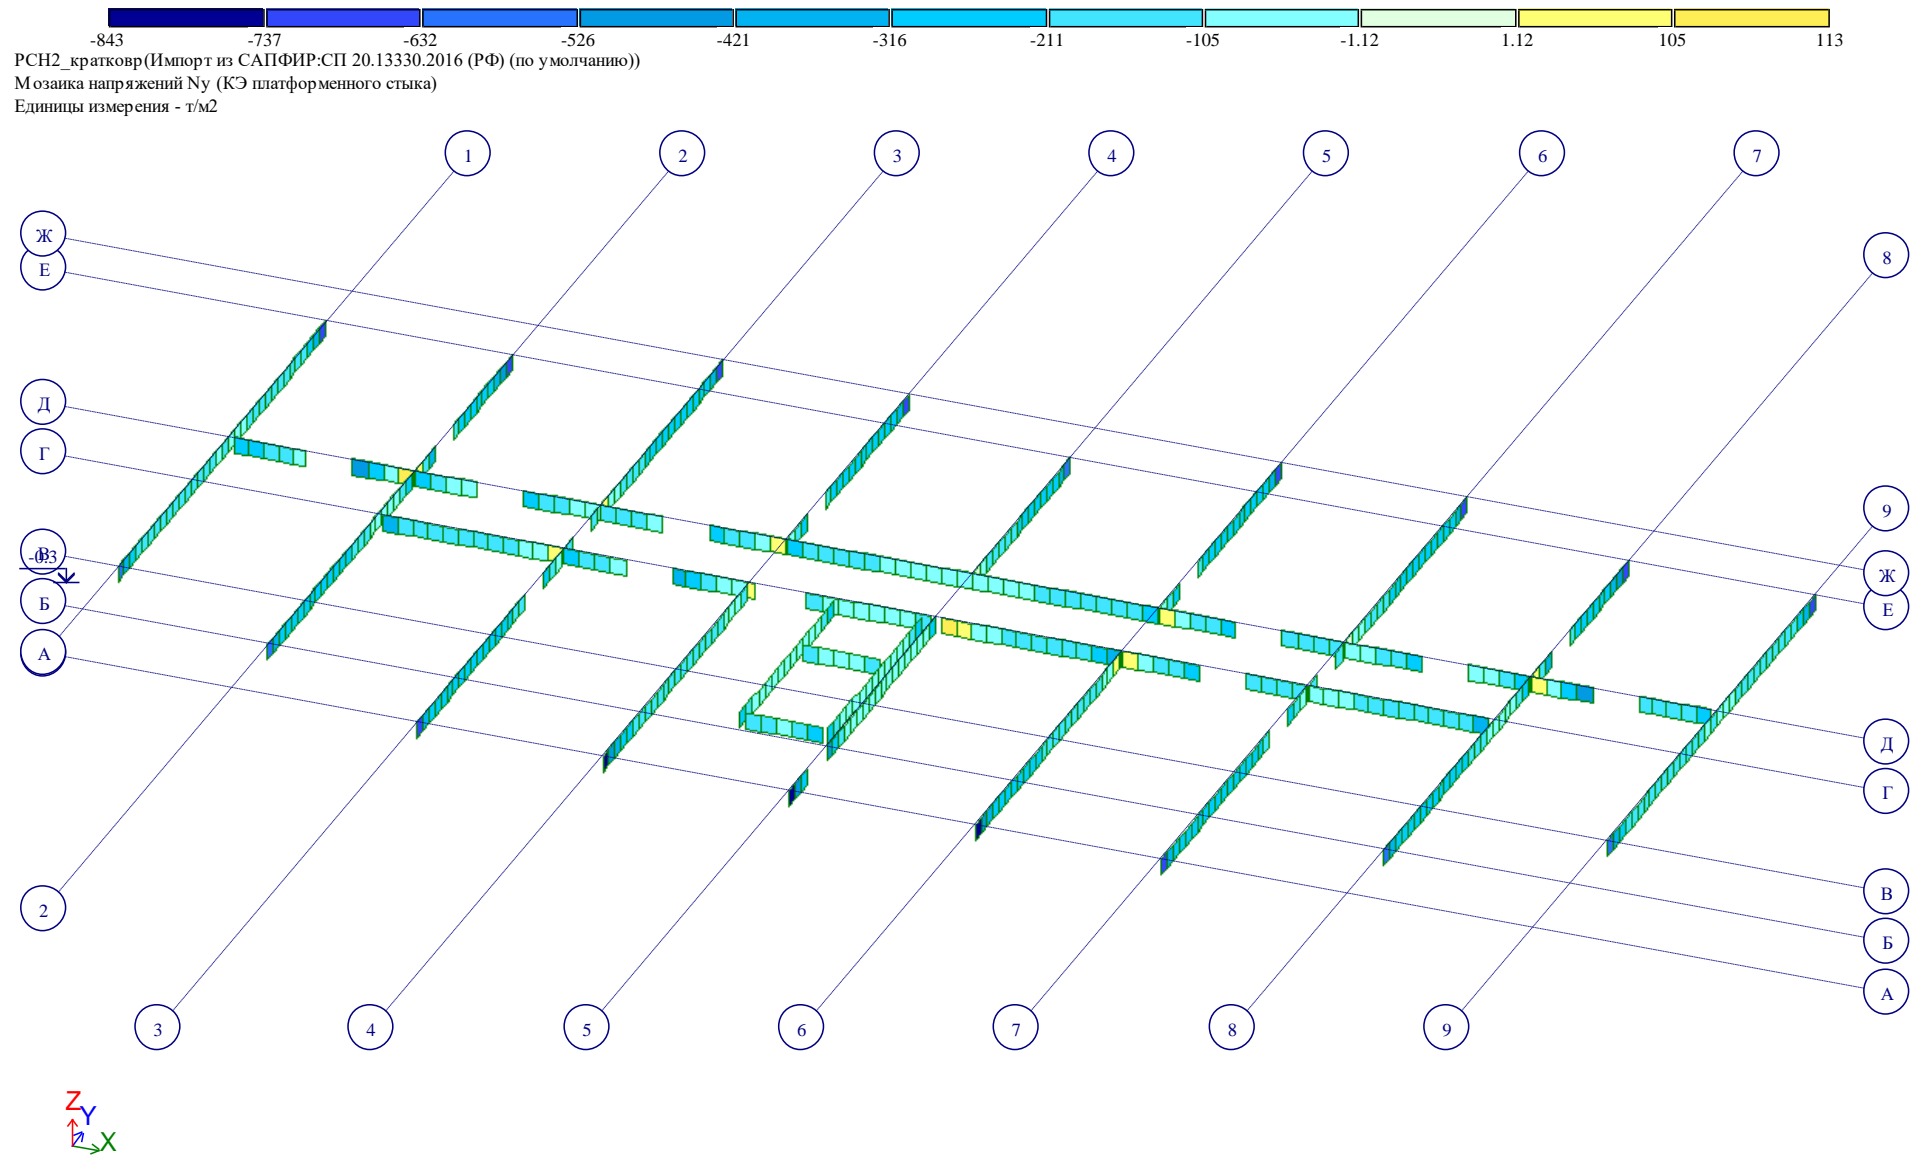 -843 -737 -632 -526 -421 -316 -211 -105 -1.12 1.12 105 113
РСН2_кратковр(Импорт из САПФИР:СП 20.13330.2016 (РФ) (по умолчанию))
Мозаика напряжений Ny (КЭ платформенного стыка)
Единицы измерения - т/м2
1 2 3 4 5 6 7
Ж
8
Е
Д
Г
9
В
-0.3
Ж
Б
Е
А
Д
Г
В
2
Б
А
3 4 5 6 7 8 9
Z
Y
X